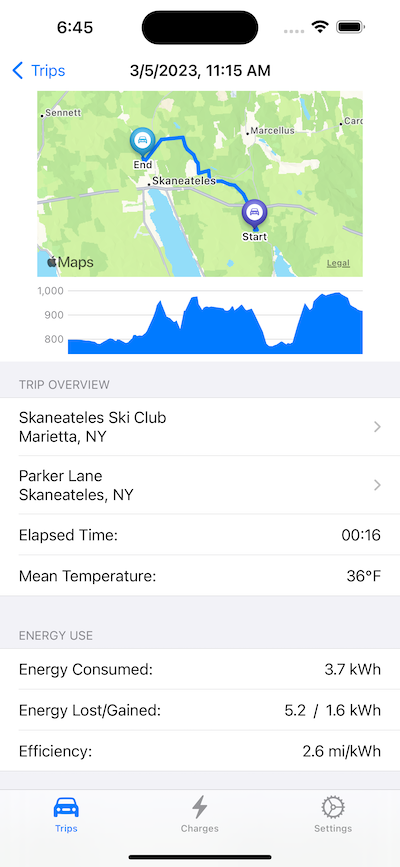 6:45
Trips
3/5/2023, 11:15 AM
Sennett
Marcellus
End
Skaneateles
Start
Maps
Legal
1,000
900
800
TRIP OVERVIEW
Skaneateles Ski Club
Marietta, NY
Parker Lane
Skaneateles, NY
Elapsed Time: 00:16
Mean Temperature: 36°F
ENERGY USE
Energy Consumed: 3.7 kWh
Energy Lost/Gained: 5.2 / 1.6 kWh
Efficiency: 2.6 mi/kWh
Trips Charges Settings